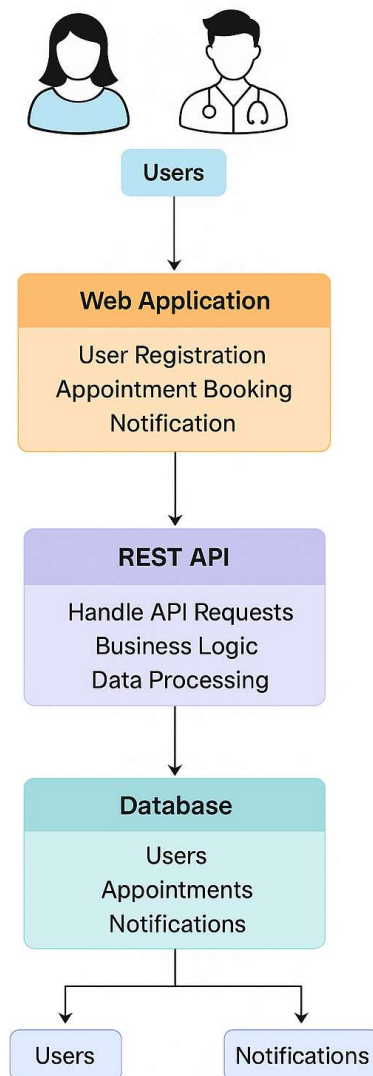 Users
Web Application
User Registration
Appointment Booking
Notification
REST API
Handle API Requests
Business Logic
Data Processing
Database
Users
Appointments
Notifications
Users
Notifications